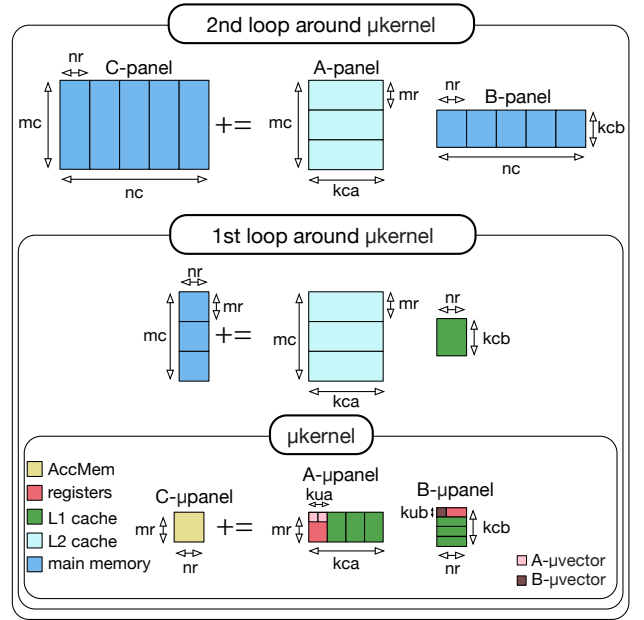 2nd loop around µkernel
nr C-panel A-panel
mr nr B-panel
mc += mc kcb
nc kca nc
1st loop around µkernel
nr
mr mr nr
mc += mc kcb
kca
µkernel
AccMem
registers
L1 cache
L2 cache
main memory
C-µpanel A-µpanel B-µpanel
kua
kub
mr += mr kcb
nr kca nr
A-µvector
B-µvector